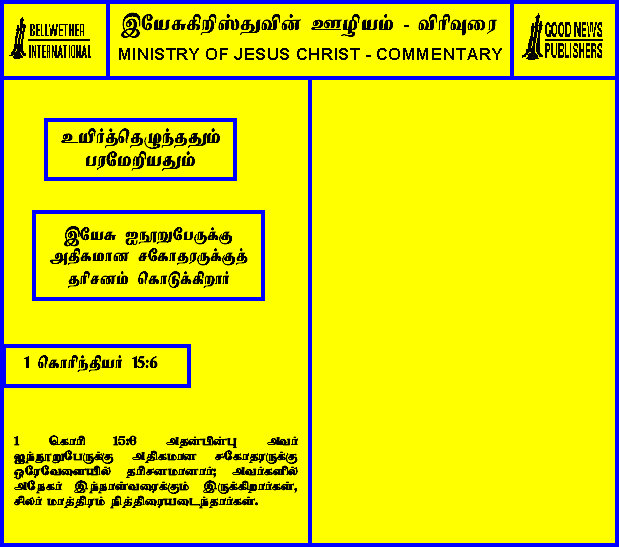 BELLWETHER
INTERNATIONAL
இயேசுகிறிஸ்துவின் ஊழியம் - விரிவுரை
MINISTRY OF JESUS CHRIST - COMMENTARY
GOOD NEWS
PUBLISHERS
உயிர்த்தெழுந்ததும்
பரமேறியதும்
இயேசு ஐநூறுபேருக்கு
அதிகமான சகோதரருக்குத்
தரிசனம் கொடுக்கிறார்
1 கொரிந்தியர் 15:6
1 கொரி 15:6 அதன்பின்பு அவர்
ஐந்நூறுபேருக்கு அதிகமான சகோதரருக்கு
ஒரேவேளையில் தரிசனமானார்; அவர்களில்
அநேகர் இந்நாள்வரைக்கும் இருக்கிறார்கள்,
சிலர் மாத்திரம் நித்திரையடைந்தார்கள்.